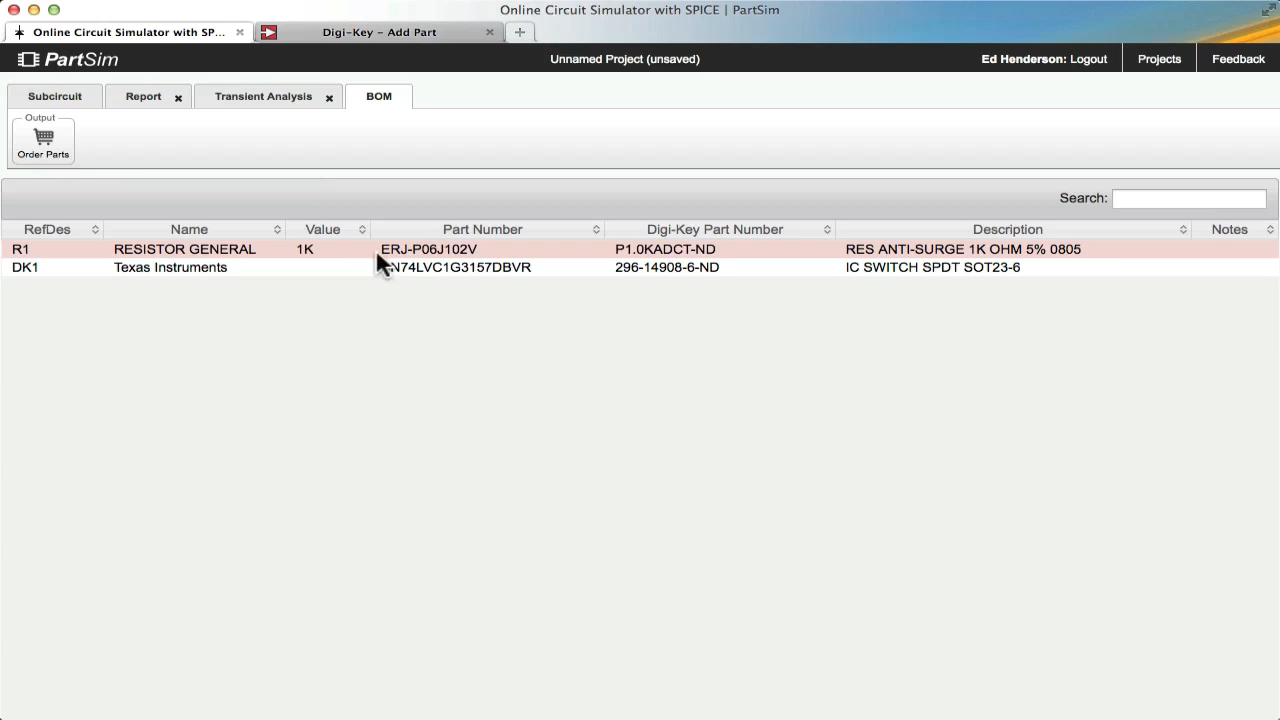 Online Circuit Simulator with SPICE | PartSim
Online Circuit Simulator with SP... Digi-Key – Add Part
PartSim Unnamed Project (unsaved) Ed Henderson: Logout Projects Feedback
Subcircuit Report Transient Analysis BOM
Output
Order Parts
Search:
RefDes Name Value Part Number Digi-Key Part Number Description Notes
R1 RESISTOR GENERAL 1K ERJ-P06J102V P1.0KADCT-ND RES ANTI-SURGE 1K OHM 5% 0805
DK1 Texas Instruments N74LVC1G3157DBVR 296-14908-6-ND IC SWITCH SPDT SOT23-6